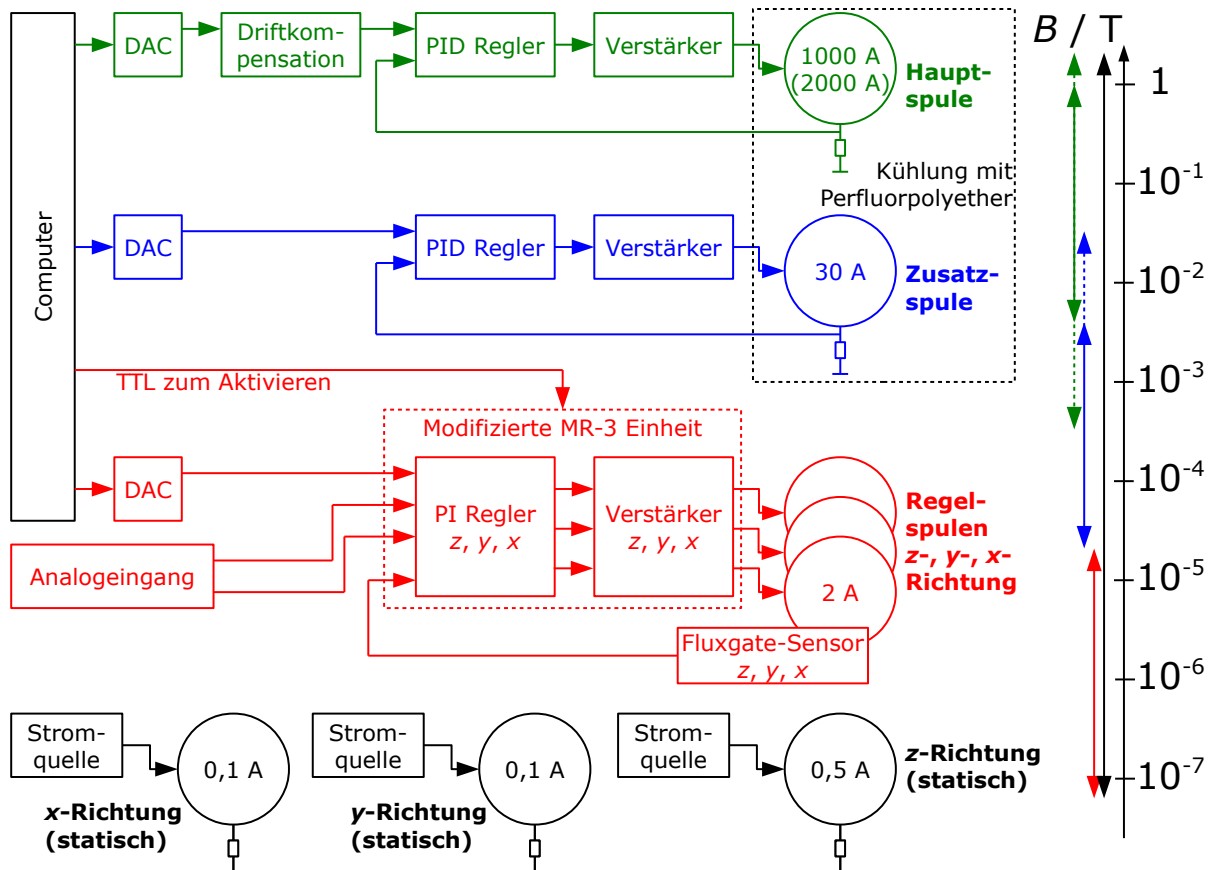 Computer
DAC
Driftkom-
pensation
PID Regler
Verstärker
1000 A
(2000 A)
Haupt-
spule
Kühlung mit
Perfluorpolyether
DAC
PID Regler
Verstärker
30 A
Zusatz-
spule
TTL zum Aktivieren
Modifizierte MR-3 Einheit
DAC
PI Regler
z, y, x
Verstärker
z, y, x
Regel-
spulen
z-, y-, x-
Richtung
2 A
Analogeingang
Fluxgate-Sensor
z, y, x
Strom-
quelle
0,1 A
x-Richtung
(statisch)
Strom-
quelle
0,1 A
y-Richtung
(statisch)
Strom-
quelle
0,5 A
z-Richtung
(statisch)
B / T
1
10⁻¹
10⁻²
10⁻³
10⁻⁴
10⁻⁵
10⁻⁶
10⁻⁷